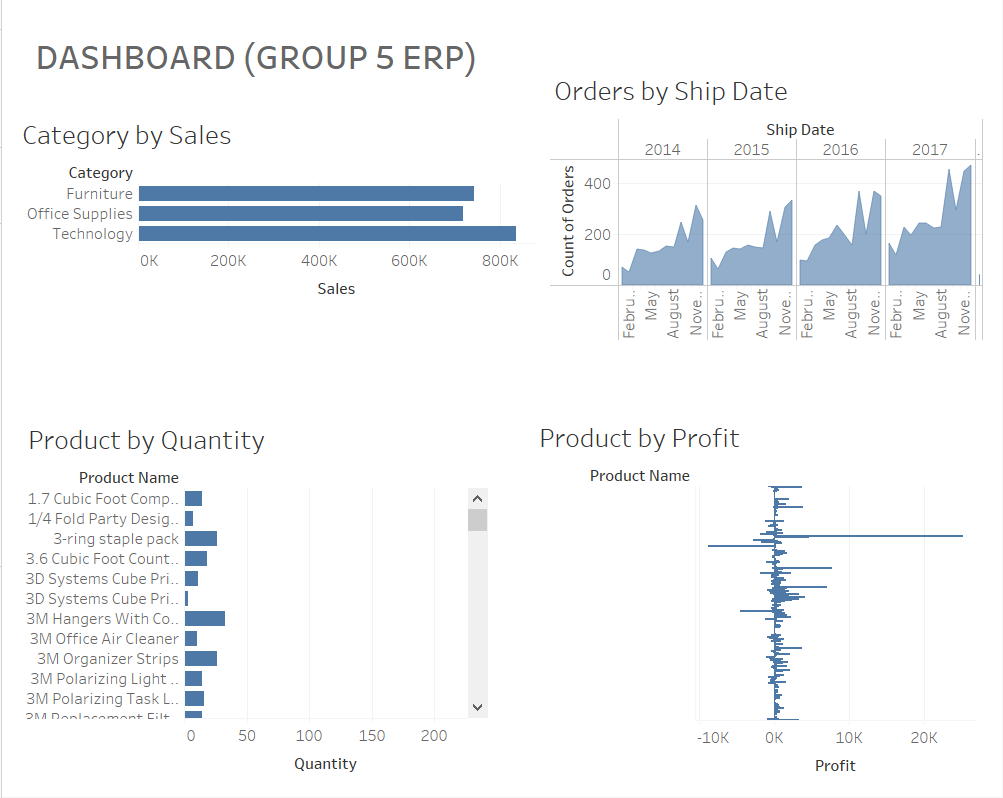 DASHBOARD (GROUP 5 ERP)
Category by Sales
Category
Furniture
Office Supplies
Technology
0K 200K 400K 600K 800K
Sales
Orders by Ship Date
Ship Date
2014 2015 2016 2017 .
Count of Orders
400
200
0
Febru.. May August Nove.. Febru.. May August Nove.. Febru.. May August Nove.. Febru.. May August Nove..
Product by Quantity
Product Name
1.7 Cubic Foot Comp..
1/4 Fold Party Desig..
3-ring staple pack
3.6 Cubic Foot Count..
3D Systems Cube Pri..
3D Systems Cube Pri..
3M Hangers With Co..
3M Office Air Cleaner
3M Organizer Strips
3M Polarizing Light ..
3M Polarizing Task L..
3M Replacement Filt..
0 50 100 150 200
Quantity
Product by Profit
Product Name
-10K 0K 10K 20K
Profit